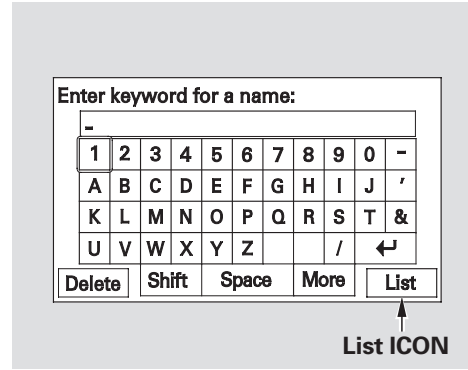 Enter keyword for a name:
-
1 2 3 4 5 6 7 8 9 0 -
A B C D E F G H I J ′
K L M N O P Q R S T &
U V W X Y Z / ↵
Delete Shift Space More List
List ICON